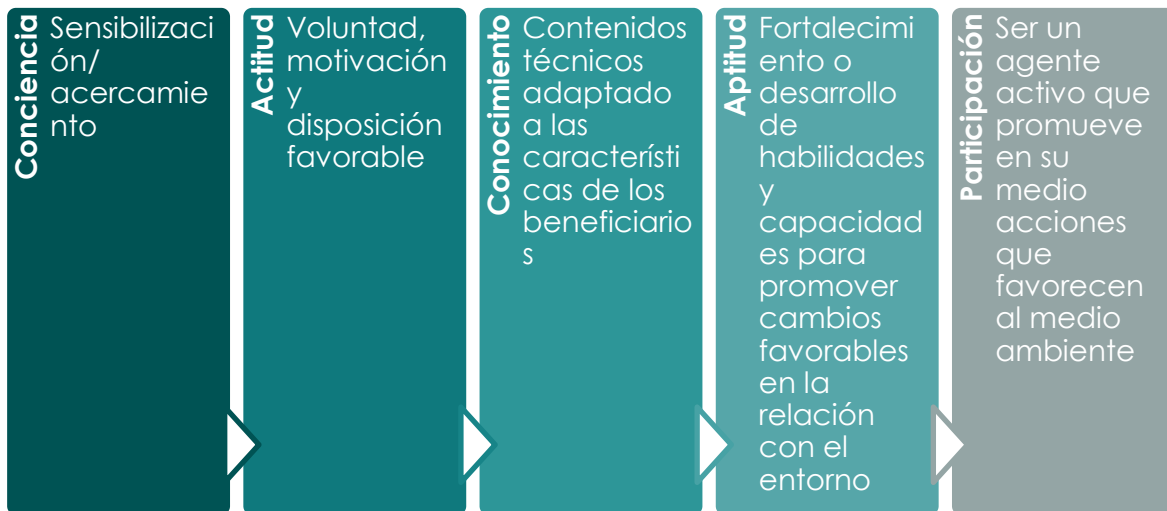 Conciencia
Sensibilizaci
ón/
acercamie
nto
Actitud
Voluntad,
motivación
y
disposición
favorable
Conocimiento
Contenidos
técnicos
adaptado
a las
característi
cas de los
beneficiario
s
Aptitud
Fortalecimi
ento o
desarrollo
de
habilidades
y
capacidad
es para
promover
cambios
favorables
en la
relación
con el
entorno
Participación
Ser un
agente
activo que
promueve
en su
medio
acciones
que
favorecen
al medio
ambiente